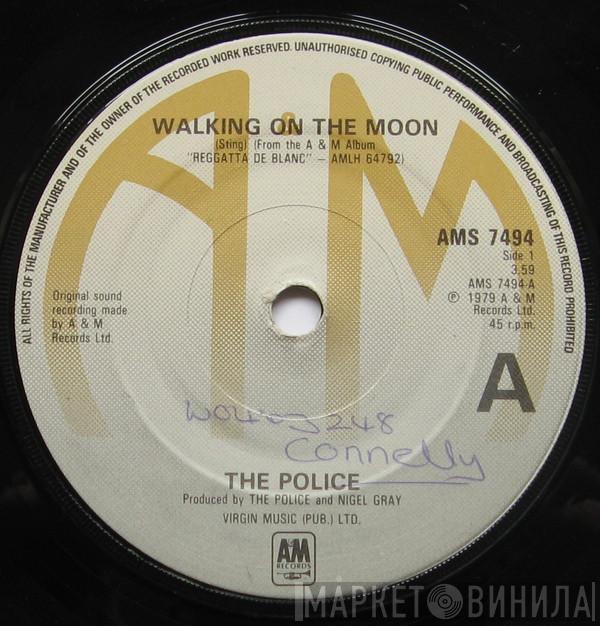 ALL RIGHTS OF THE MANUFACTURER AND OF THE OWNER OF THE RECORDED WORK RESERVED. UNAUTHORISED COPYING PUBLIC PERFORMANCE AND BROADCASTING OF THIS RECORD PROHIBITED
WALKING ON THE MOON
(Sting) (From the A & M Album
"REGGATTA DE BLANC" – AMLH 64792)
AMS 7494
Side 1
3.59
AMS 7494-A
℗ 1979 A & M
Records Ltd.
45 r.p.m.
Original sound
recording made
by A & M
Records Ltd.
A
248
Connelly
THE POLICE
Produced by THE POLICE and NIGEL GRAY
VIRGIN MUSIC (PUB.) LTD.
A&M
RECORDS
МАРКЕТ ВИНИЛА